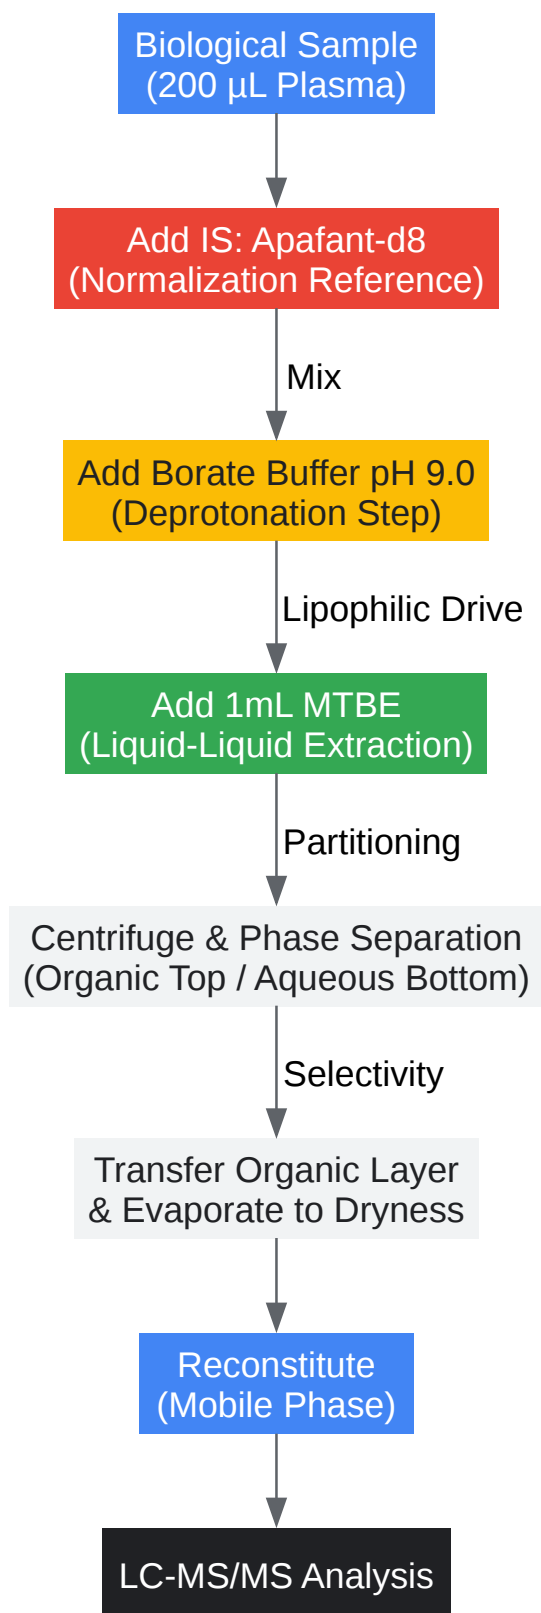 Biological Sample
(200 µL Plasma)
Add IS: Apafant-d8
(Normalization Reference)
Mix
Add Borate Buffer pH 9.0
(Deprotonation Step)
Lipophilic Drive
Add 1mL MTBE
(Liquid-Liquid Extraction)
Partitioning
Centrifuge & Phase Separation
(Organic Top / Aqueous Bottom)
Selectivity
Transfer Organic Layer
& Evaporate to Dryness
Reconstitute
(Mobile Phase)
LC-MS/MS Analysis